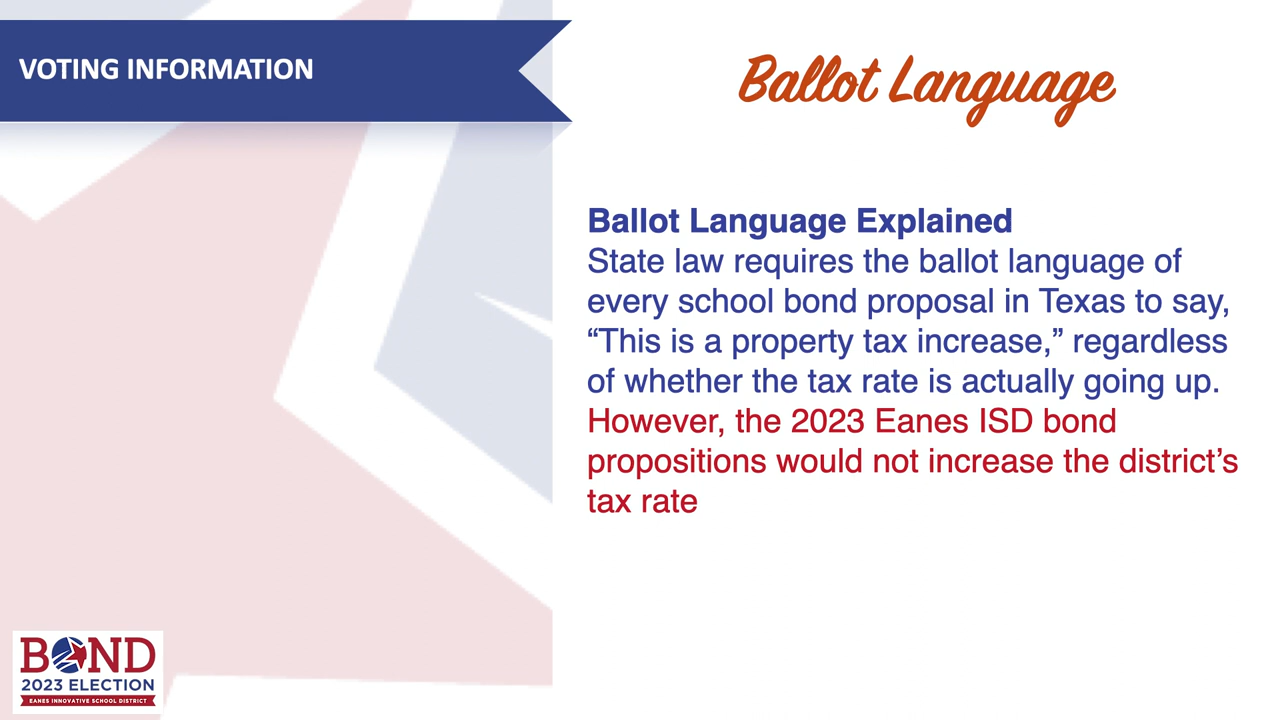 VOTING INFORMATION
Ballot Language
Ballot Language Explained
State law requires the ballot language of
every school bond proposal in Texas to say,
“This is a property tax increase,” regardless
of whether the tax rate is actually going up.
However, the 2023 Eanes ISD bond
propositions would not increase the district’s
tax rate
BOND
2023 ELECTION
EANES INNOVATIVE SCHOOL DISTRICT